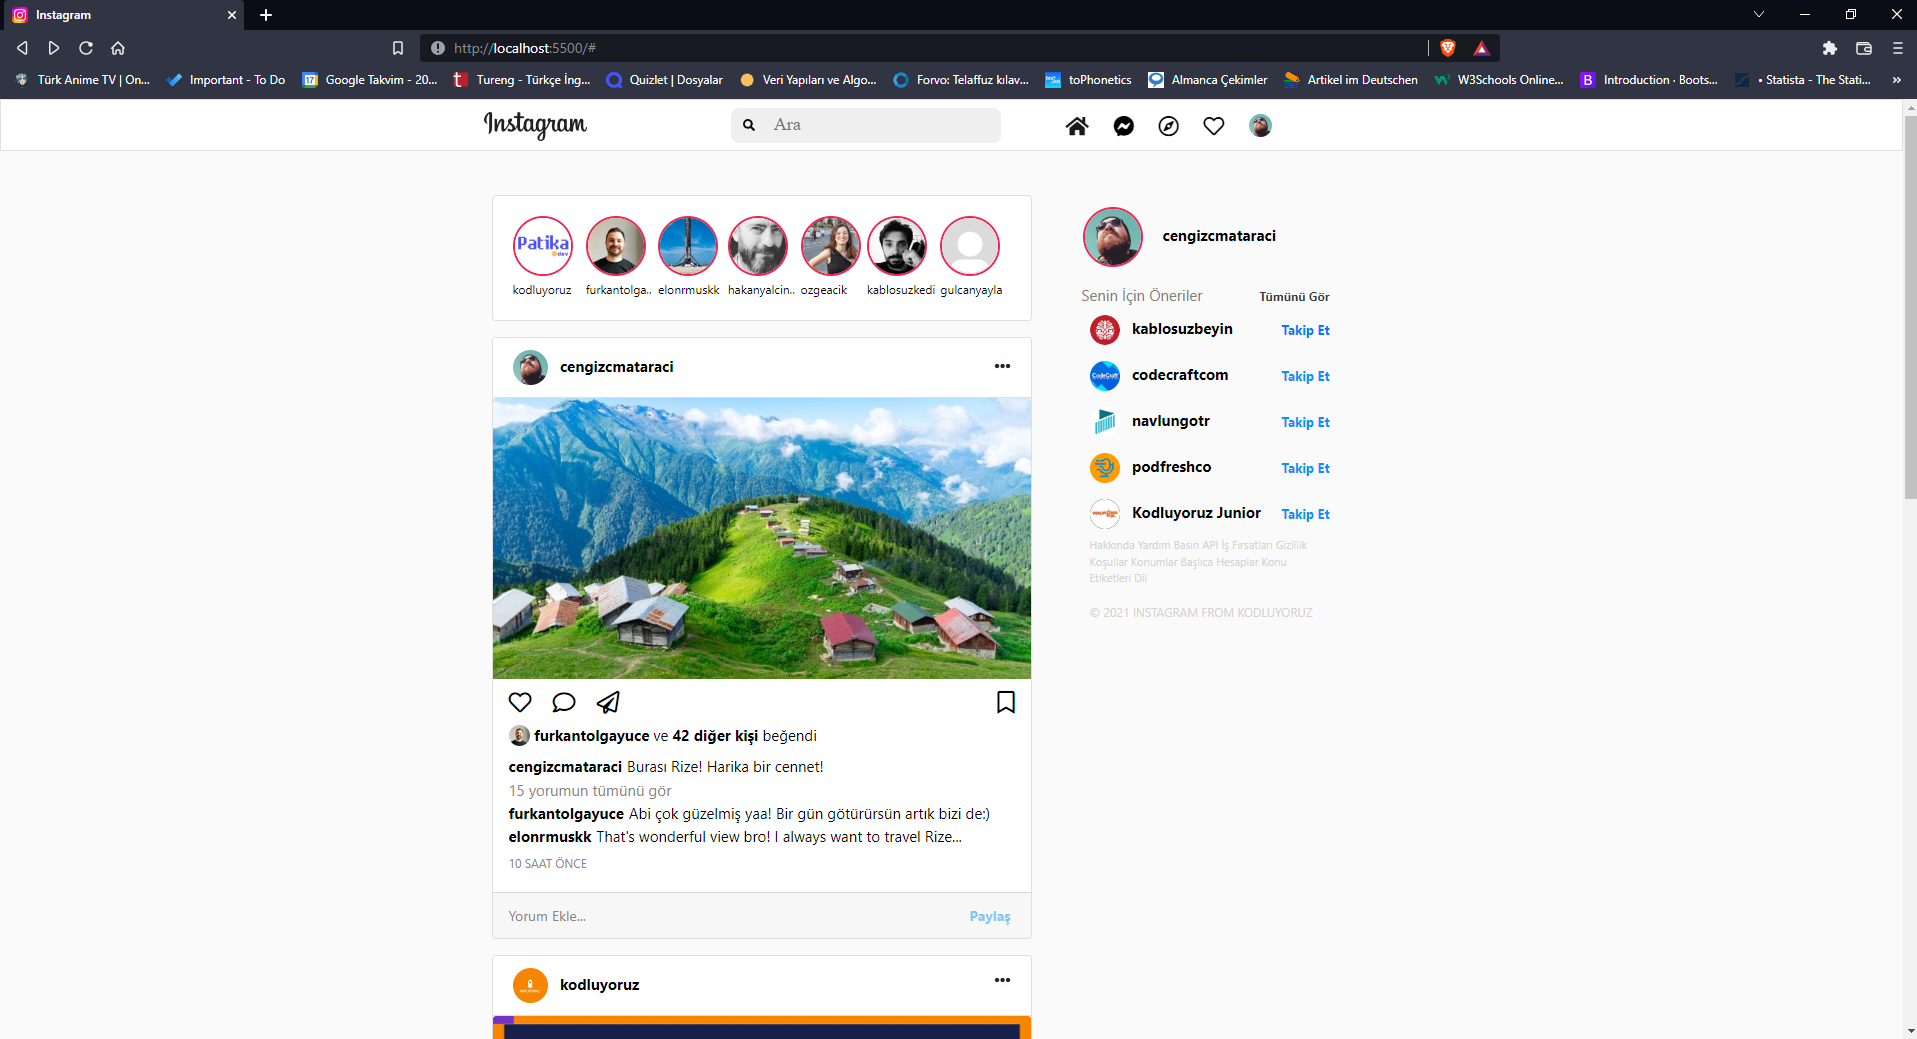 Instagram
http://localhost:5500/#
Türk Anime TV | On...
Important - To Do
Google Takvim - 20...
Tureng - Türkçe İng...
Quizlet | Dosyalar
Veri Yapıları ve Algo...
Forvo: Telaffuz kılav...
toPhonetics
Almanca Çekimler
Artikel im Deutschen
W3Schools Online...
Introduction · Boots...
• Statista - The Stati...
Instagram
Ara
Patika
dev
kodluyoruz
furkantolga..
elonrmuskk
hakanyalcin..
ozgeacik
kablosuzkedi
gulcanyayla
cengizcmataraci
Senin İçin Öneriler
Tümünü Gör
kablosuzbeyin
Takip Et
codecraftcom
Takip Et
navlungotr
Takip Et
podfreshco
Takip Et
Kodluyoruz Junior
Takip Et
Hakkında Yardım Basın API İş Fırsatları Gizlilik
Koşullar Konumlar Başlıca Hesaplar Konu
Etiketleri Dil
© 2021 INSTAGRAM FROM KODLUYORUZ
cengizcmataraci
furkantolgayuce ve 42 diğer kişi beğendi
cengizcmataraci Burası Rize! Harika bir cennet!
15 yorumun tümünü gör
furkantolgayuce Abi çok güzelmiş yaa! Bir gün götürürsün artık bizi de:)
elonrmuskk That's wonderful view bro! I always want to travel Rize...
10 SAAT ÖNCE
Yorum Ekle...
Paylaş
kodluyoruz